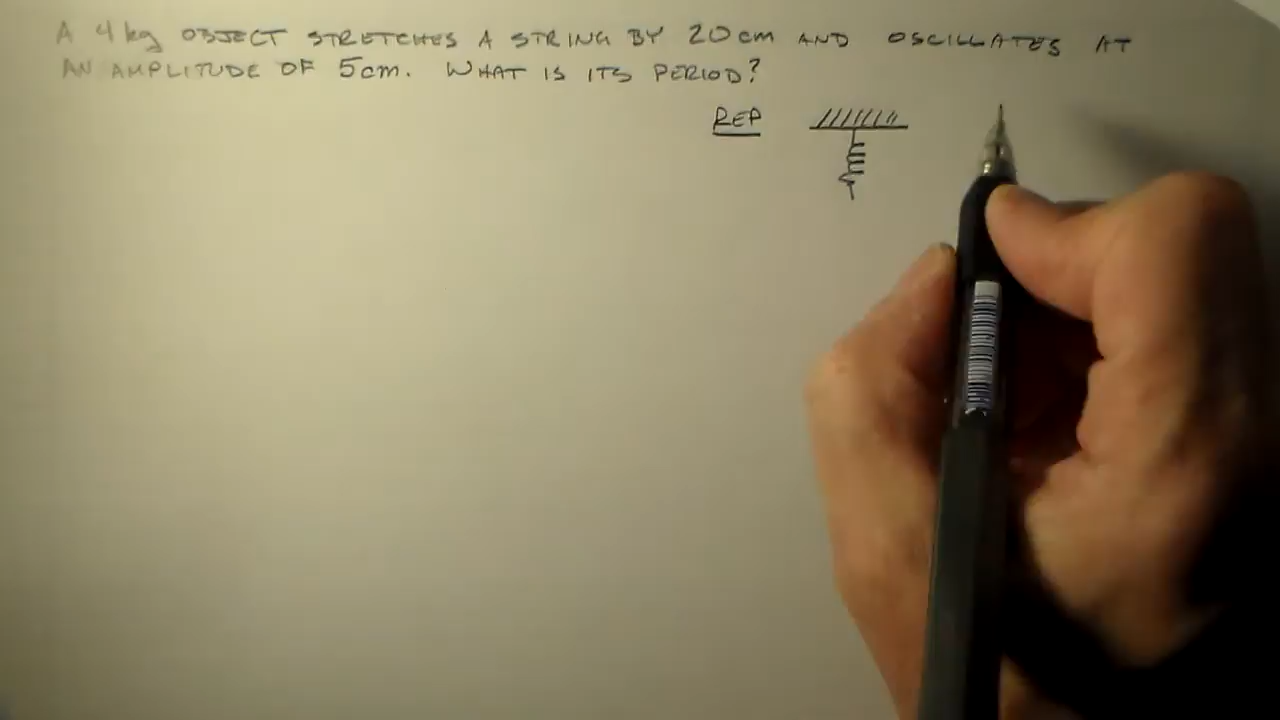 A 4 kg OBJECT STRETCHES A STRING BY 20 cm AND OSCILLATES AT
AN AMPLITUDE OF 5 cm. WHAT IS ITS PERIOD?
REP